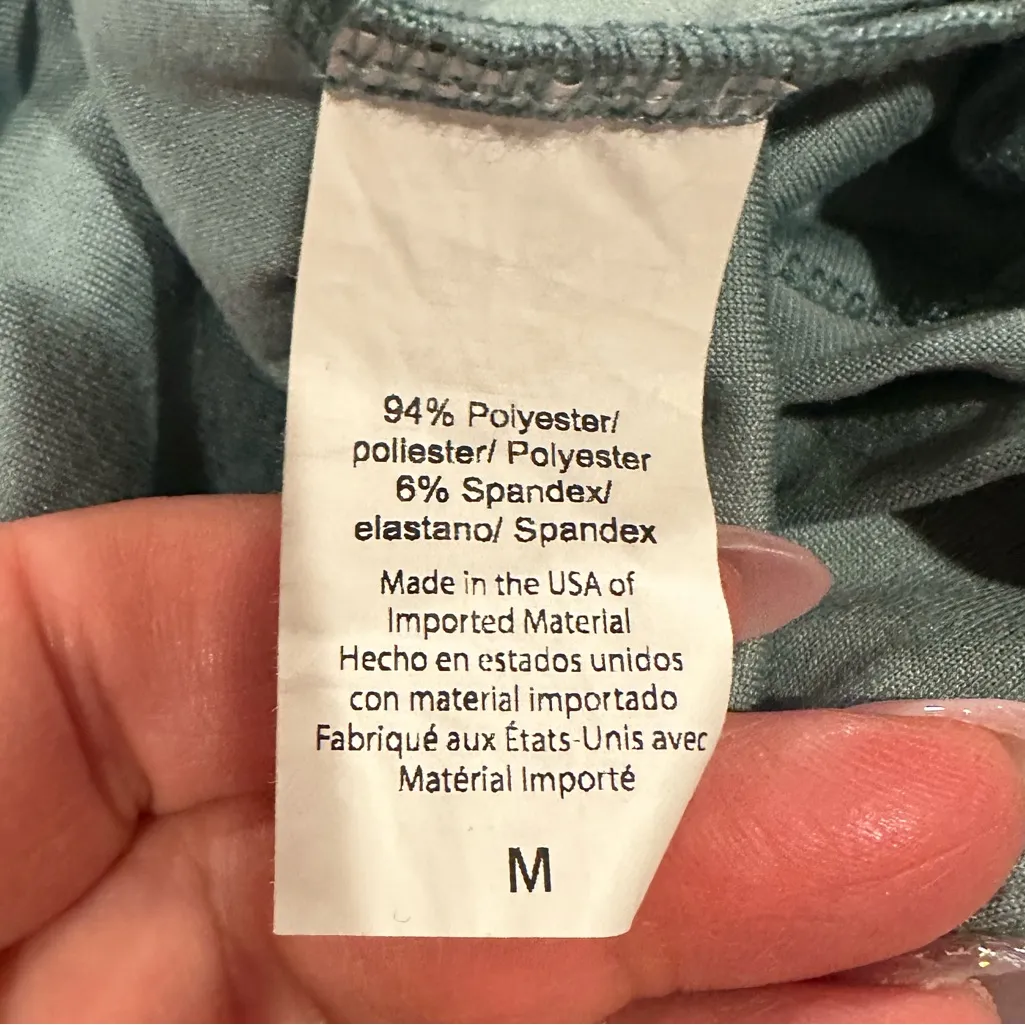 94% Polyester/
poliester/ Polyester
6% Spandex/
elastano/ Spandex
Made in the USA of
Imported Material
Hecho en estados unidos
con material importado
Fabriqué aux États-Unis avec
Matérial Importé
M